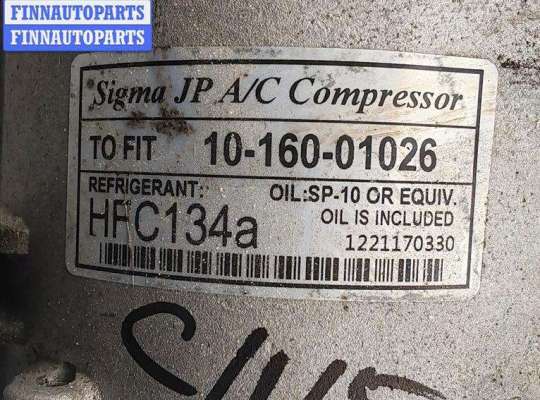 FINNAUTOPARTS
FINNAUTOPARTS
Sigma JP A/C Compressor
TO FIT 10-160-01026
REFRIGERANT: OIL:SP-10 OR EQUIV.
HFC134a OIL IS INCLUDED
1221170330